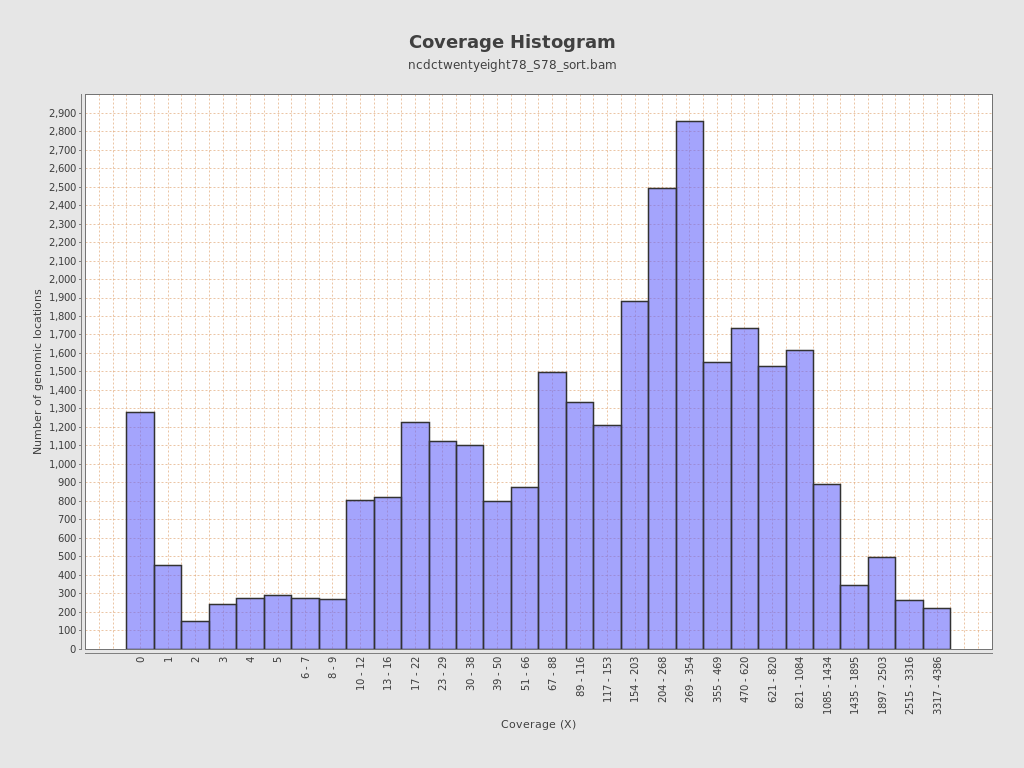 Coverage Histogram
ncdctwentyeight78_S78_sort.bam
Number of genomic locations
2,900
2,800
2,700
2,600
2,500
2,400
2,300
2,200
2,100
2,000
1,900
1,800
1,700
1,600
1,500
1,400
1,300
1,200
1,100
1,000
900
800
700
600
500
400
300
200
100
0
0
1
2
3
4
5
6 - 7
8 - 9
10 - 12
13 - 16
17 - 22
23 - 29
30 - 38
39 - 50
51 - 66
67 - 88
89 - 116
117 - 153
154 - 203
204 - 268
269 - 354
355 - 469
470 - 620
621 - 820
821 - 1084
1085 - 1434
1435 - 1895
1897 - 2503
2515 - 3316
3317 - 4386
Coverage (X)